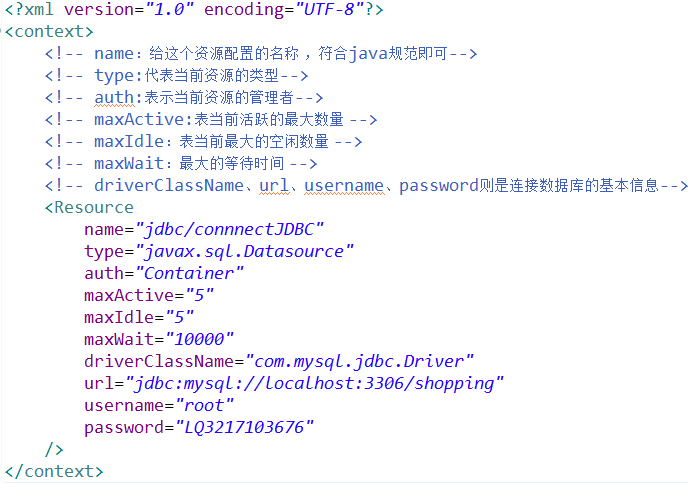 <?xml version="1.0" encoding="UTF-8"?>
<context>
<!-- name：给这个资源配置的名称 ，符合java规范即可-->
<!-- type:代表当前资源的类型-->
<!-- auth:表示当前资源的管理者-->
<!-- maxActive:表当前活跃的最大数量 -->
<!-- maxIdle：表当前最大的空闲数量 -->
<!-- maxWait：最大的等待时间 -->
<!-- driverClassName、url、username、password则是连接数据库的基本信息-->
<Resource
name="jdbc/connnectJDBC"
type="javax.sql.Datasource"
auth="Container"
maxActive="5"
maxIdle="5"
maxWait="10000"
driverClassName="com.mysql.jdbc.Driver"
url="jdbc:mysql://localhost:3306/shopping"
username="root"
password="LQ3217103676"
/>
</context>